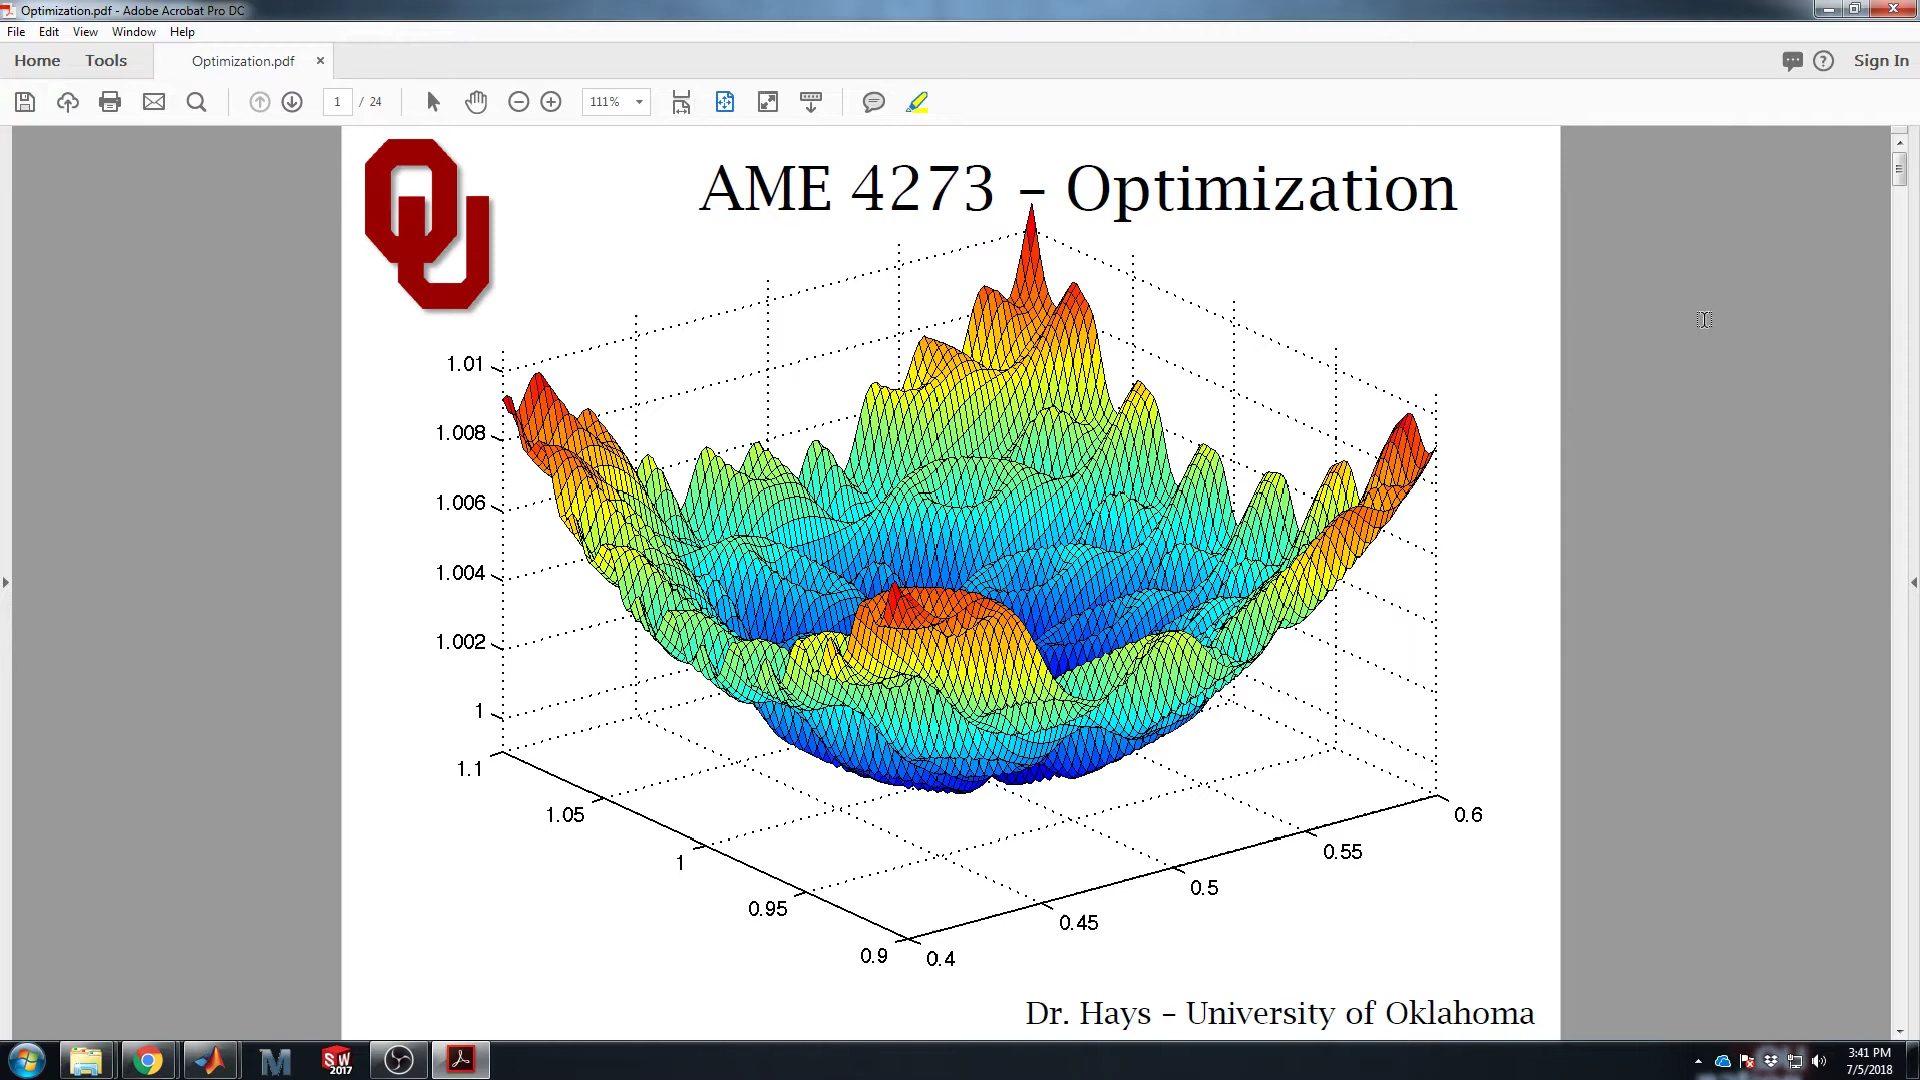 Optimization.pdf - Adobe Acrobat Pro DC
File Edit View Window Help
Home Tools Optimization.pdf × Sign In
1 / 24 111%
OU
AME 4273 – Optimization
1.01
1.008
1.006
1.004
1.002
1
1.1
1.05
1
0.95
0.9
0.4
0.45
0.5
0.55
0.6
Dr. Hays – University of Oklahoma
SW
2017
3:41 PM
7/5/2018